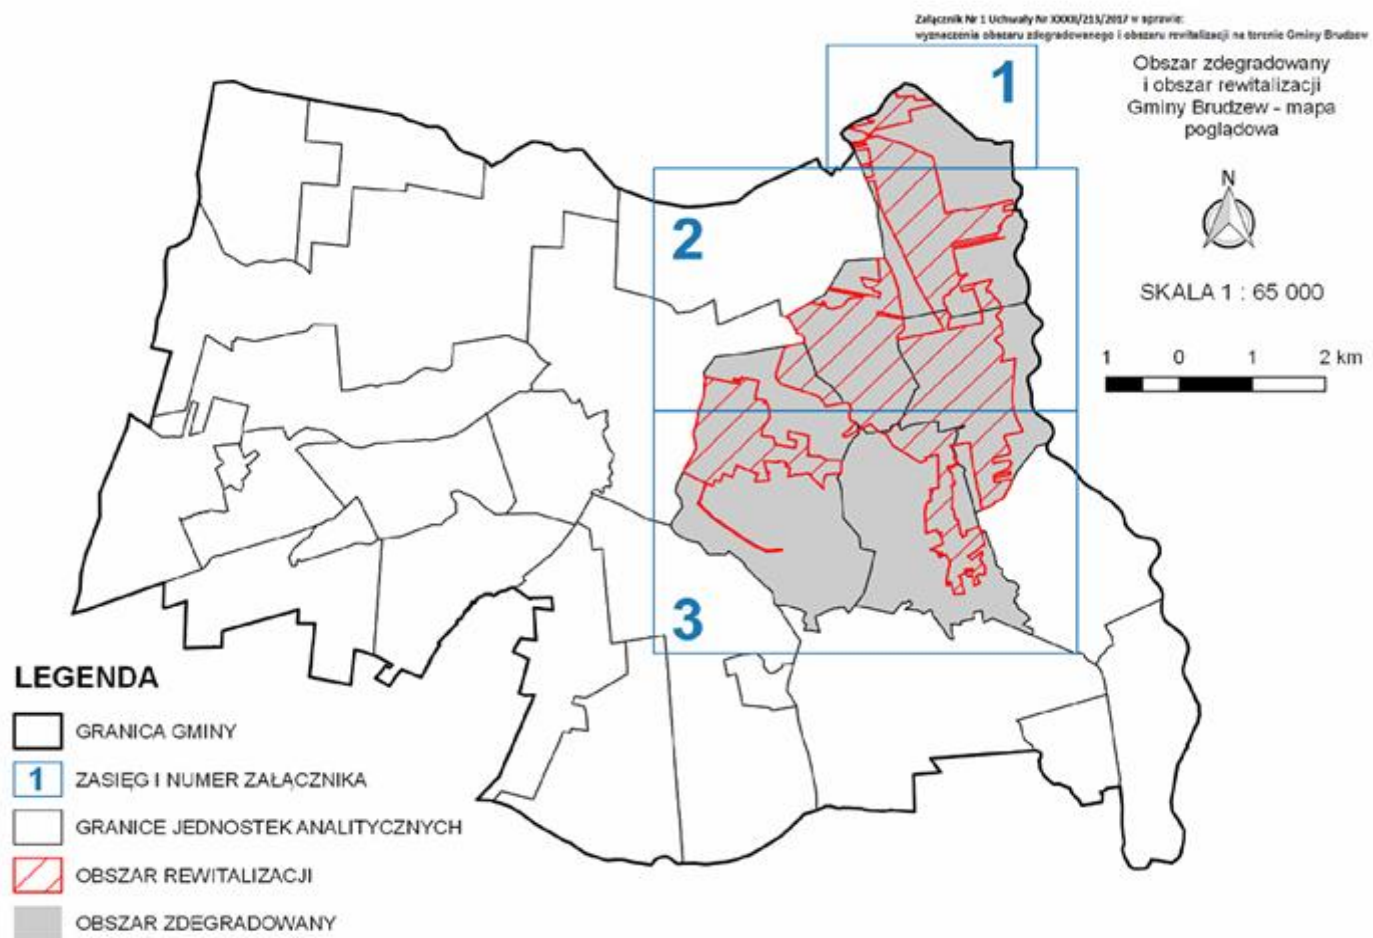 Załącznik Nr 1 Uchwały Nr XXXII/213/2017 w sprawie:
wyznaczenia obszaru zdegradowanego i obszaru rewitalizacji na terenie Gminy Brudzew
Obszar zdegradowany
i obszar rewitalizacji
Gminy Brudzew - mapa
poglądowa
N
SKALA 1 : 65 000
1 0 1 2 km
1
2
3
LEGENDA
GRANICA GMINY
1 ZASIĘG I NUMER ZAŁĄCZNIKA
GRANICE JEDNOSTEK ANALITYCZNYCH
OBSZAR REWITALIZACJI
OBSZAR ZDEGRADOWANY